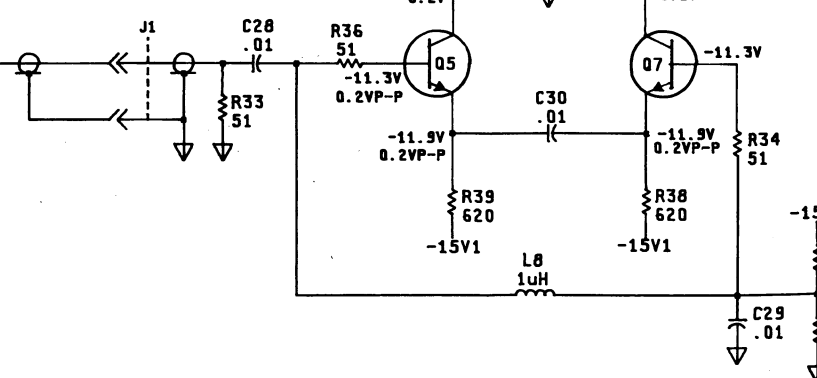 J1
C28
.01
R36
51
-11.3V
0.2VP-P
Q5
Q7
-11.3V
R33
51
C30
.01
-11.9V
0.2VP-P
-11.9V
0.2VP-P
R34
51
R39
620
-15V1
R38
620
-15V1
L8
1uH
C29
.01